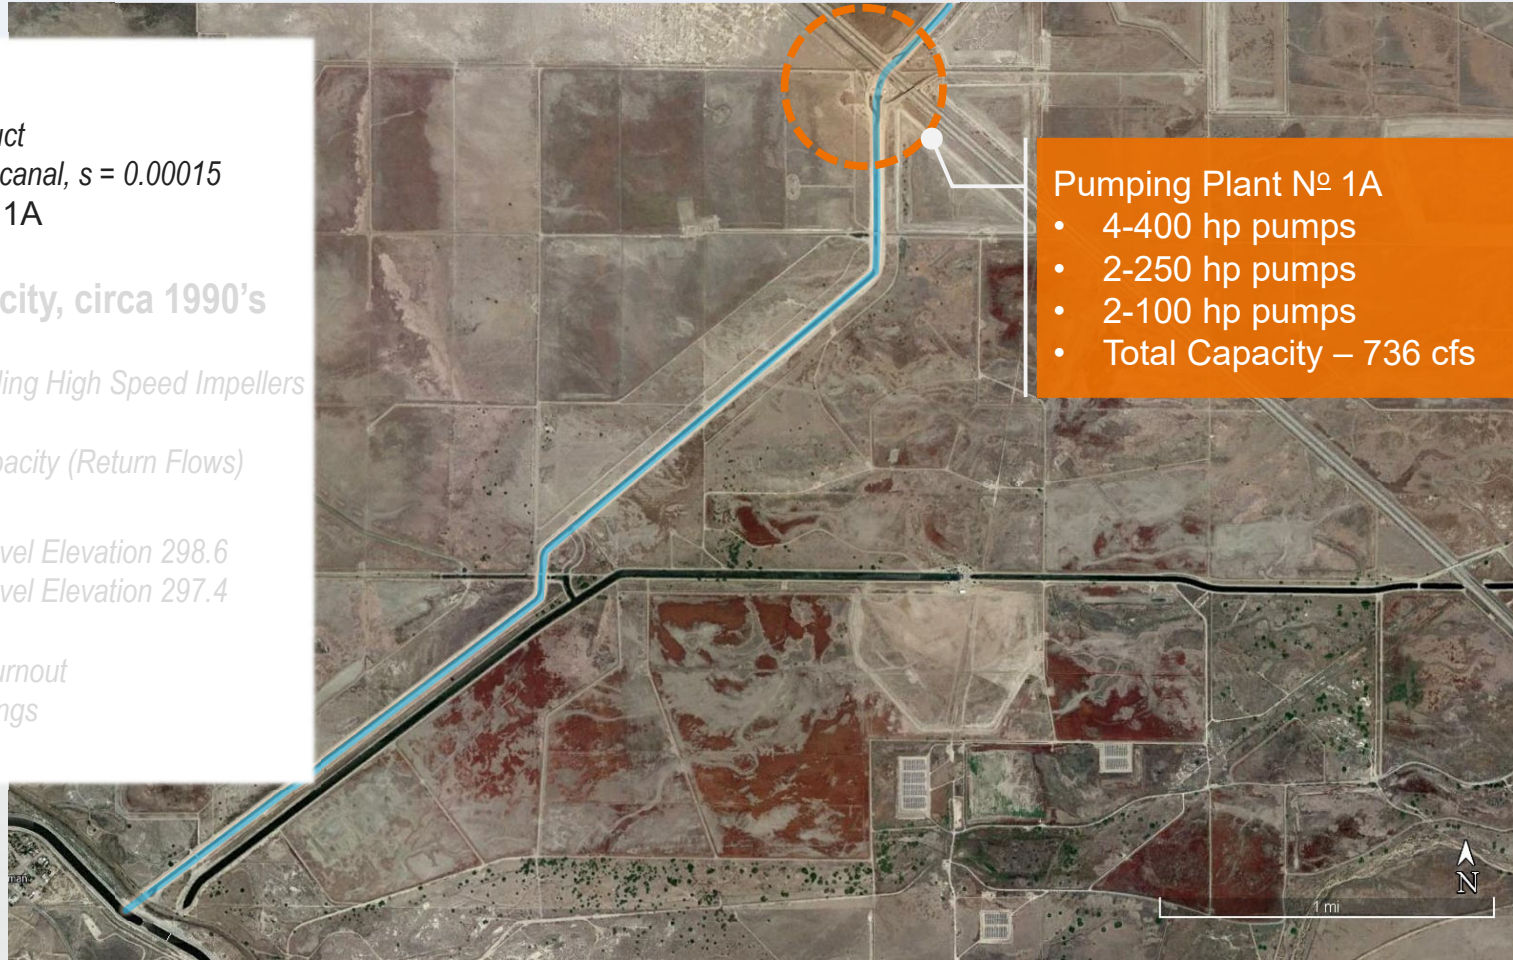 uct
canal, s = 0.00015
1A
city, circa 1990’s
ding High Speed Impellers
pacity (Return Flows)
vel Elevation 298.6
vel Elevation 297.4
urnout
ngs
Pumping Plant Nº 1A
• 4-400 hp pumps
• 2-250 hp pumps
• 2-100 hp pumps
• Total Capacity – 736 cfs
man
N
1 mi